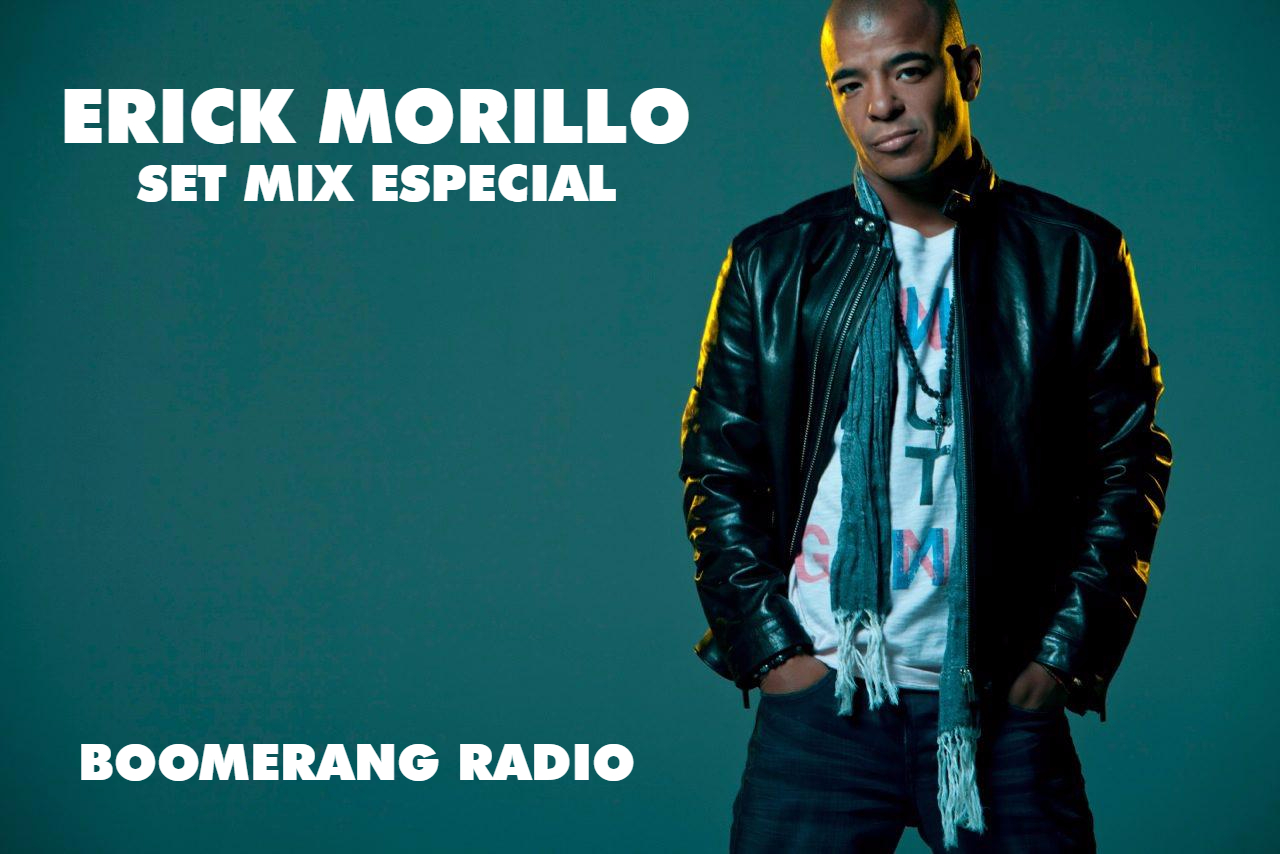 ERICK MORILLO
SET MIX ESPECIAL
M
U
T
G M
BOOMERANG RADIO